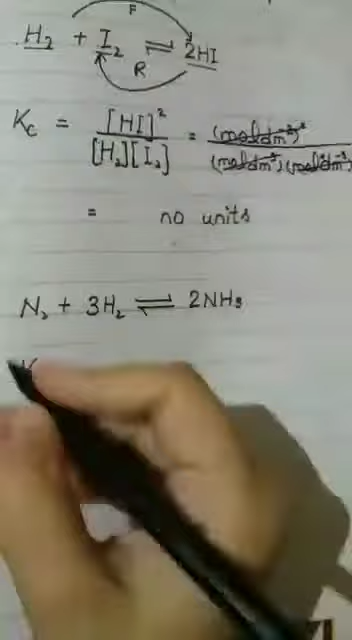 F
H₂ + I₂ ⇌ 2HI
R
Kc = [HI]² / [H₂][I₂] = (mol dm⁻³)² / (mol dm⁻³)(mol dm⁻³)
= no units
N₂ + 3H₂ ⇌ 2NH₃
K